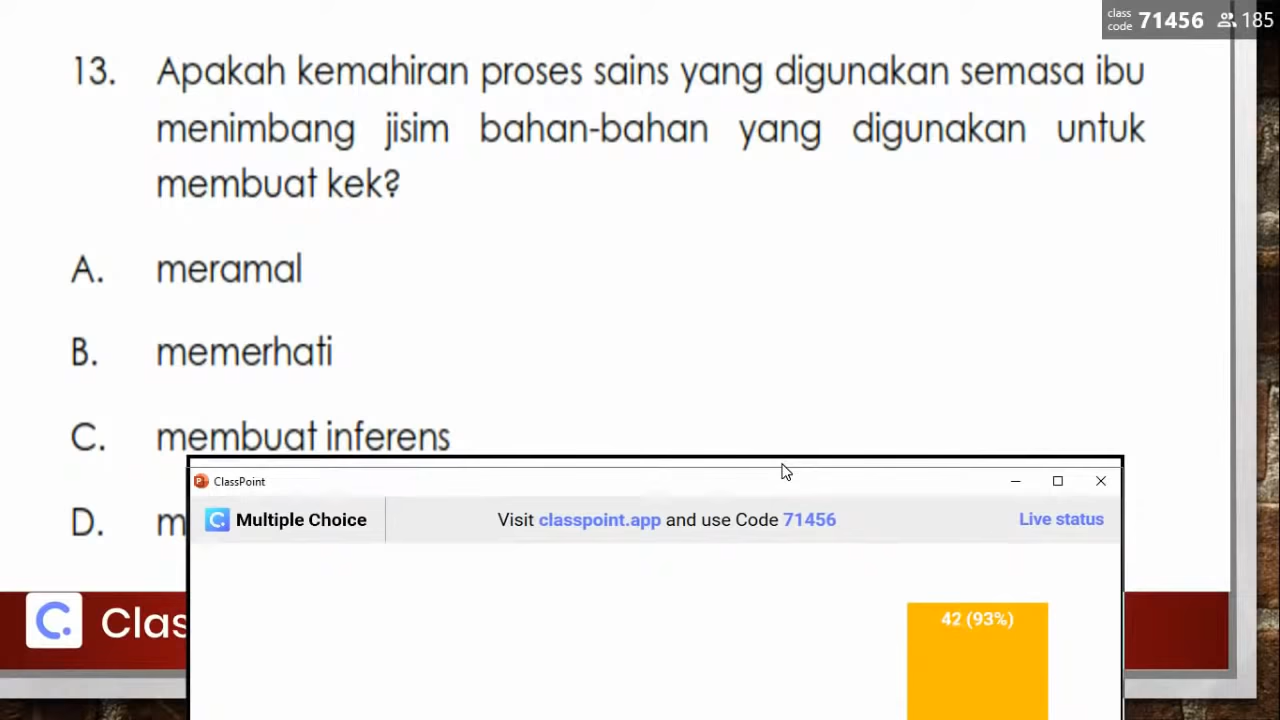 class
code 71456 185
13. Apakah kemahiran proses sains yang digunakan semasa ibu
menimbang jisim bahan-bahan yang digunakan untuk
membuat kek?
A. meramal
B. memerhati
C. membuat inferens
D. m
ClassPoint
Multiple Choice Visit classpoint.app and use Code 71456 Live status
Clas
42 (93%)